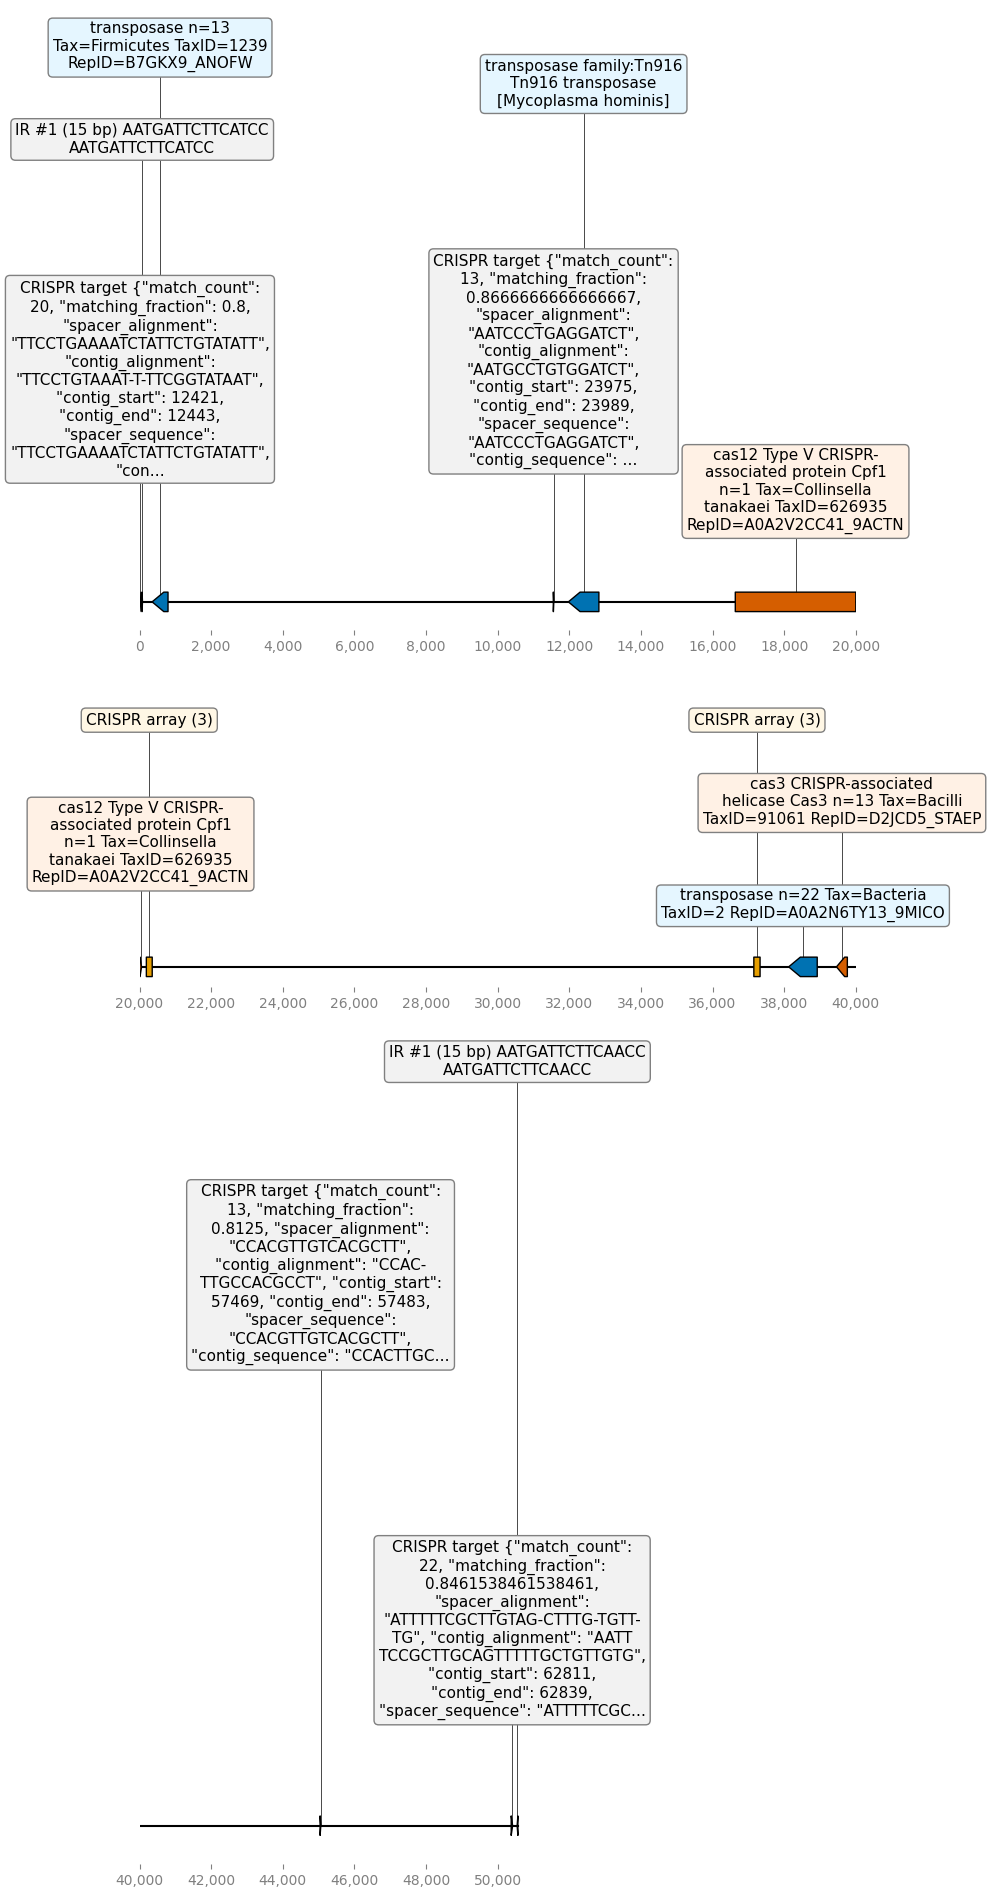 transposase n=13
Tax=Firmicutes TaxID=1239
RepID=B7GKX9_ANOFW
transposase family:Tn916
Tn916 transposase
[Mycoplasma hominis]
IR #1 (15 bp) AATGATTCTTCATCC
AATGATTCTTCATCC
CRISPR target {"match_count":
20, "matching_fraction": 0.8,
"spacer_alignment":
"TTCCTGAAAATCTATTCTGTATATT",
"contig_alignment":
"TTCCTGTAAAT-T-TTCGGTATAAT",
"contig_start": 12421,
"contig_end": 12443,
"spacer_sequence":
"TTCCTGAAAATCTATTCTGTATATT",
"con...
CRISPR target {"match_count":
13, "matching_fraction":
0.8666666666666667,
"spacer_alignment":
"AATCCCTGAGGATCT",
"contig_alignment":
"AATGCCTGTGGATCT",
"contig_start": 23975,
"contig_end": 23989,
"spacer_sequence":
"AATCCCTGAGGATCT",
"contig_sequence": ...
cas12 Type V CRISPR-
associated protein Cpf1
n=1 Tax=Collinsella
tanakaei TaxID=626935
RepID=A0A2V2CC41_9ACTN
0 2,000 4,000 6,000 8,000 10,000 12,000 14,000 16,000 18,000 20,000
CRISPR array (3)
CRISPR array (3)
cas12 Type V CRISPR-
associated protein Cpf1
n=1 Tax=Collinsella
tanakaei TaxID=626935
RepID=A0A2V2CC41_9ACTN
cas3 CRISPR-associated
helicase Cas3 n=13 Tax=Bacilli
TaxID=91061 RepID=D2JCD5_STAEP
transposase n=22 Tax=Bacteria
TaxID=2 RepID=A0A2N6TY13_9MICO
20,000 22,000 24,000 26,000 28,000 30,000 32,000 34,000 36,000 38,000 40,000
IR #1 (15 bp) AATGATTCTTCAACC
AATGATTCTTCAACC
CRISPR target {"match_count":
13, "matching_fraction":
0.8125, "spacer_alignment":
"CCACGTTGTCACGCTT",
"contig_alignment": "CCAC-
TTGCCACGCCT", "contig_start":
57469, "contig_end": 57483,
"spacer_sequence":
"CCACGTTGTCACGCTT",
"contig_sequence": "CCACTTGC...
CRISPR target {"match_count":
22, "matching_fraction":
0.8461538461538461,
"spacer_alignment":
"ATTTTTCGCTTGTAG-CTTTG-TGTT-
TG", "contig_alignment": "AATT
TCCGCTTGCAGTTTTTGCTGTTGTG",
"contig_start": 62811,
"contig_end": 62839,
"spacer_sequence": "ATTTTTCGC...
40,000 42,000 44,000 46,000 48,000 50,000